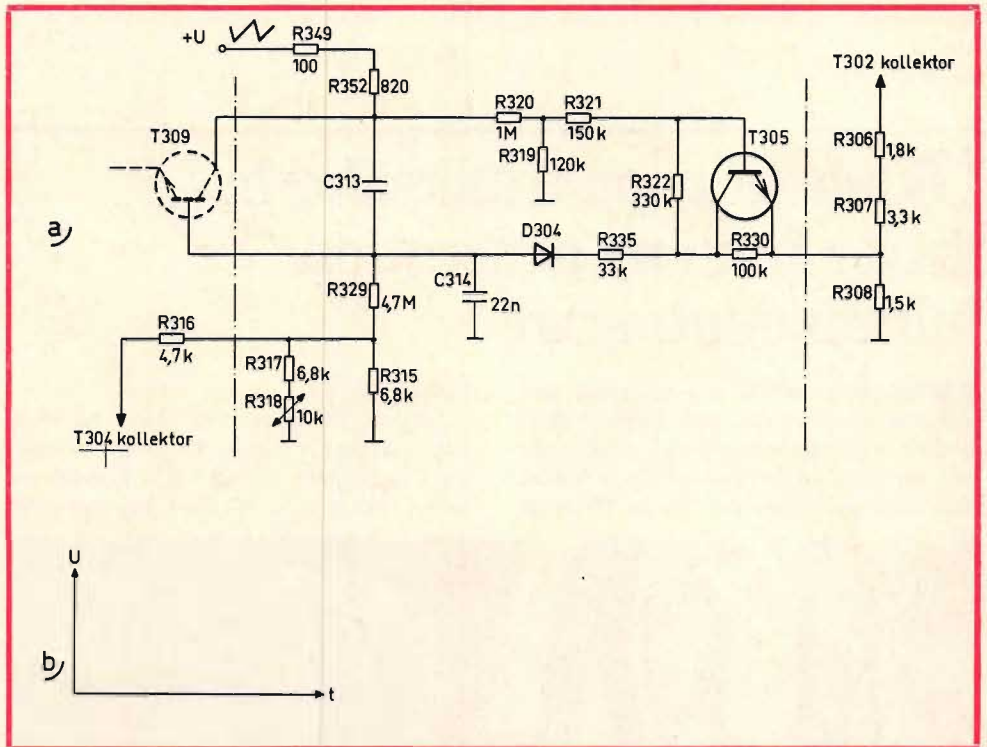 +U
R349
100
R352 820
T302 kollektor
T309
R320
1M
R321
150k
T305
R306
1,8k
R319
120k
C313
R322
330k
R307
3,3k
a)
D304
R335
33k
R330
100k
C314
22n
R329
4,7M
R308
1,5k
R316
4,7k
R317
6,8k
R315
6,8k
R318
10k
T304 kollektor
U
b)
t